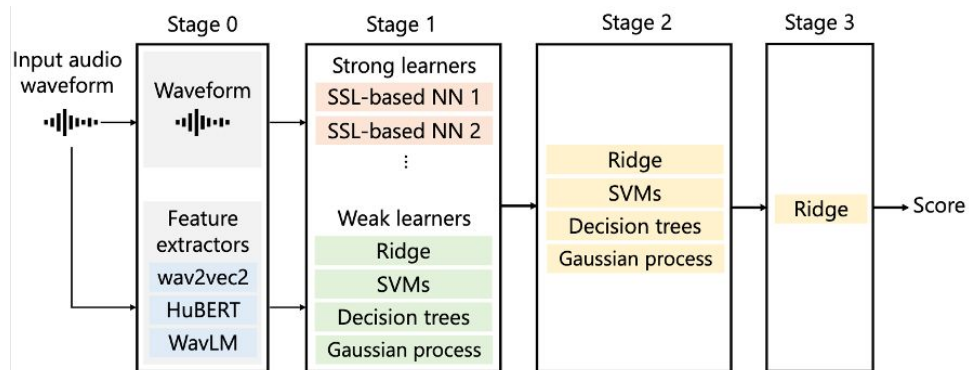 Stage 0
Stage 1
Stage 2
Stage 3
Input audio
waveform
Waveform
Feature
extractors
wav2vec2
HuBERT
WavLM
Strong learners
SSL-based NN 1
SSL-based NN 2
⋮
Weak learners
Ridge
SVMs
Decision trees
Gaussian process
Ridge
SVMs
Decision trees
Gaussian process
Ridge
Score